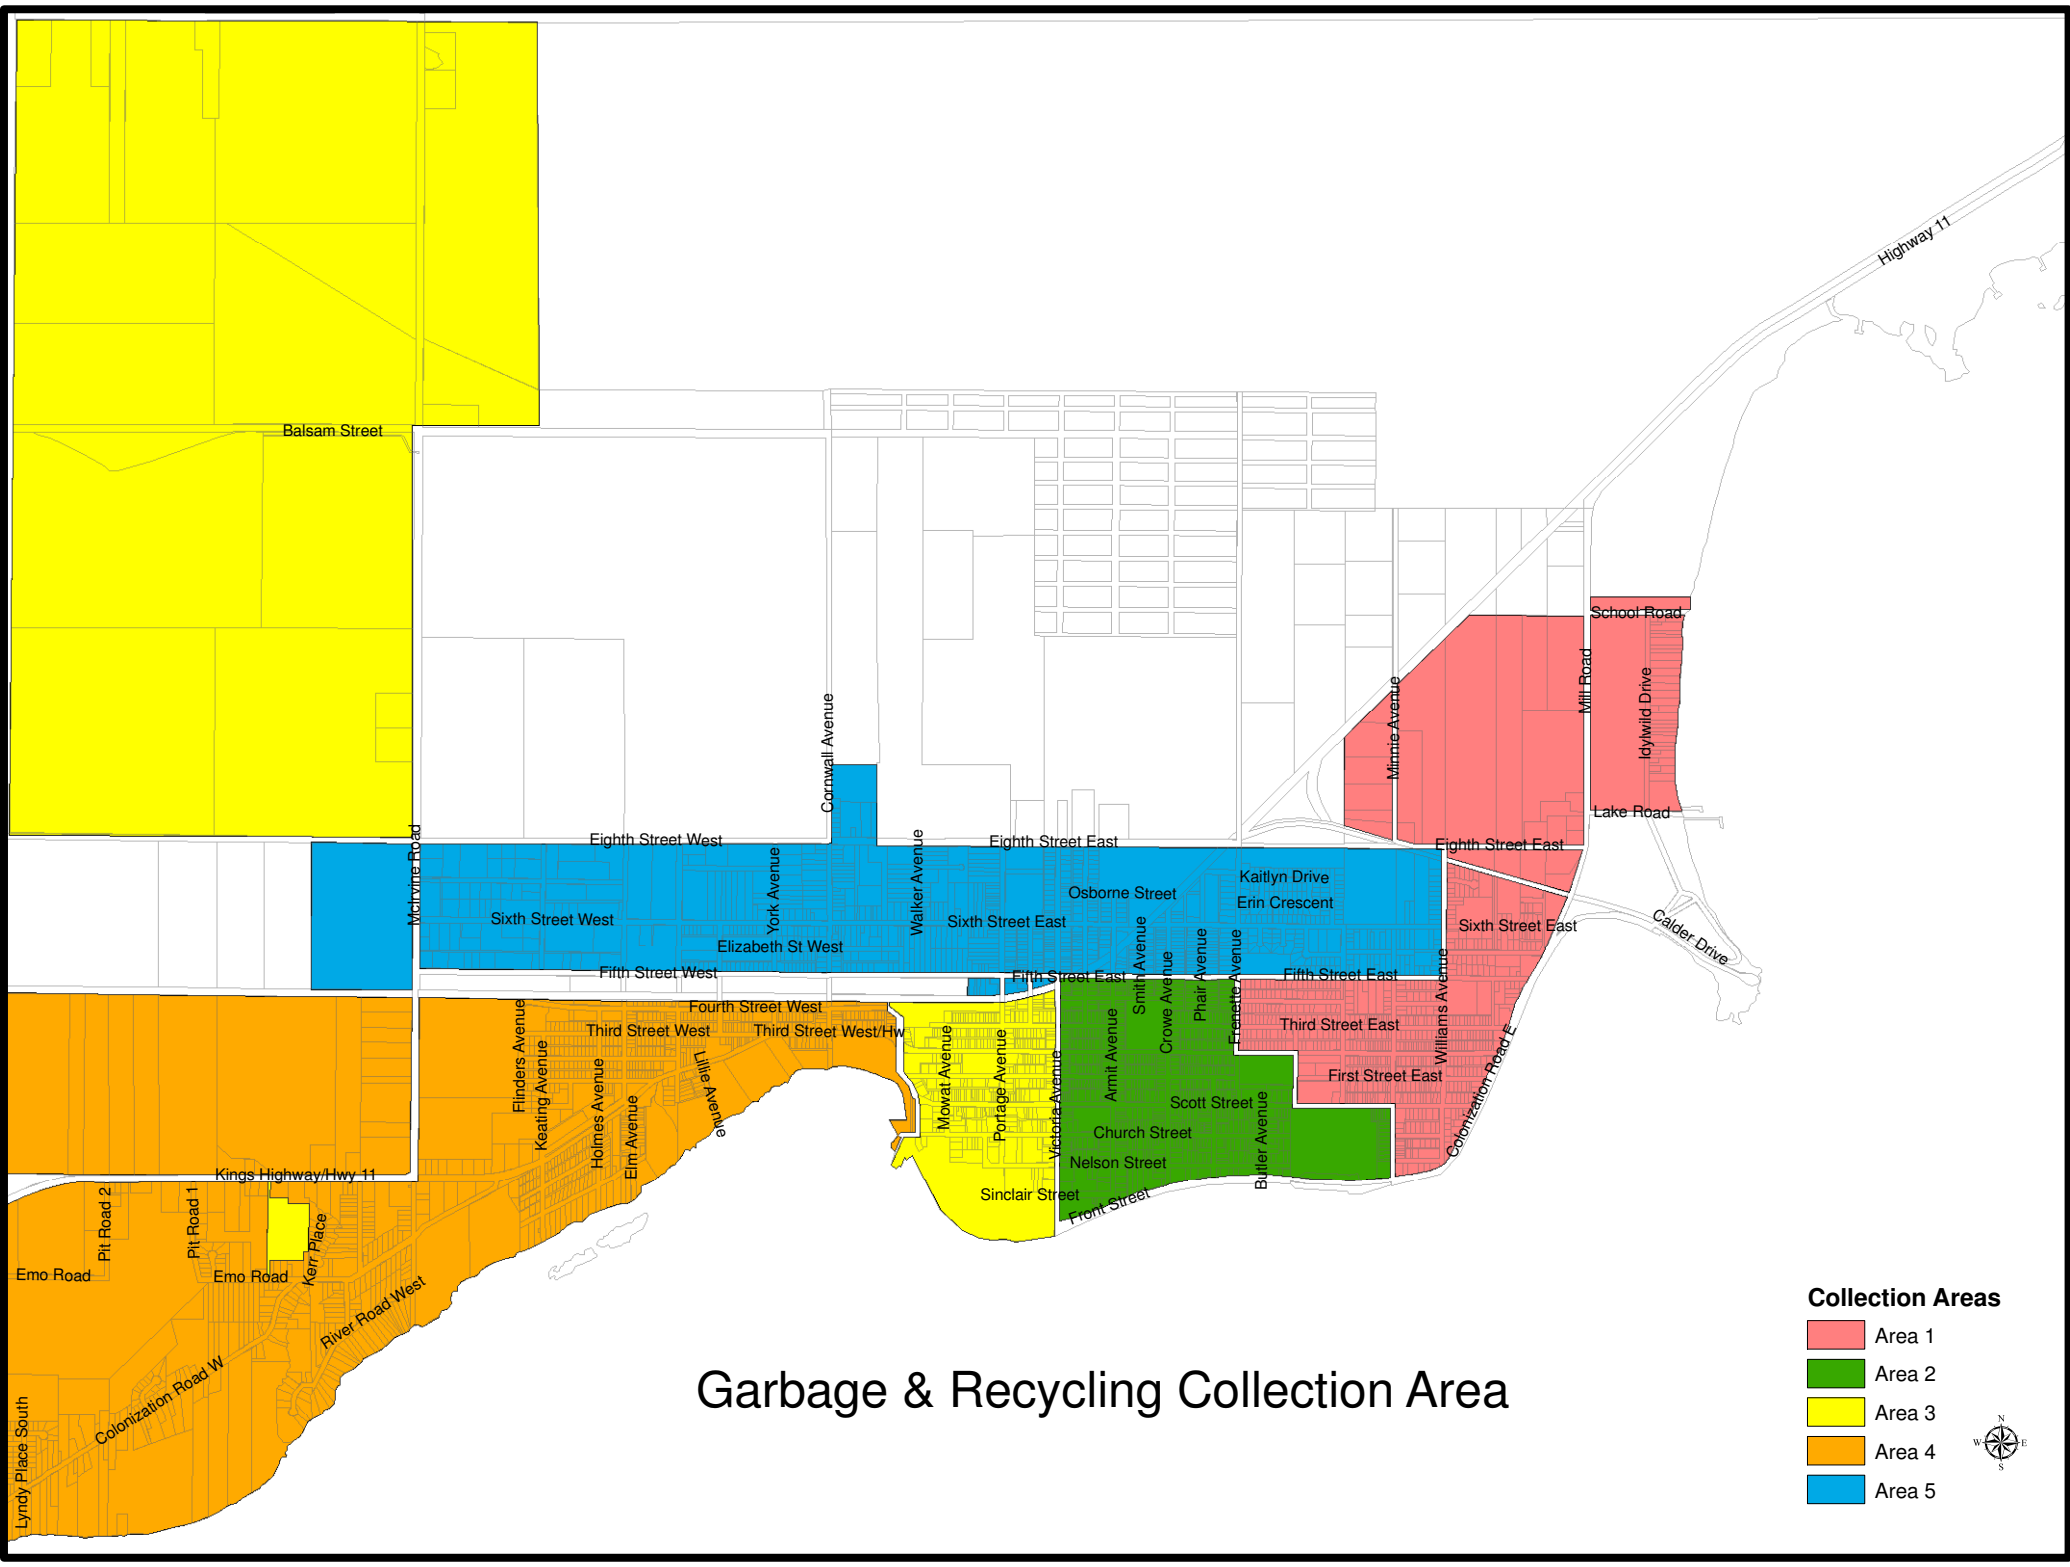 Highway 11
Balsam Street
School Road
Mill Road
Idylwild Drive
Minnie Avenue
Cornwall Avenue
Lake Road
Eighth Street West
Eighth Street East
Eighth Street East
McIrvine Road
York Avenue
Walker Avenue
Osborne Street
Kaitlyn Drive
Erin Crescent
Sixth Street West
Sixth Street East
Sixth Street East
Calder Drive
Elizabeth St West
Smith Avenue
Crowe Avenue
Phair Avenue
Frenette Avenue
Williams Avenue
Fifth Street West
Fifth Street East
Fifth Street East
Fourth Street West
Flinders Avenue
Third Street West
Third Street West/Hw
Third Street East
Keating Avenue
Holmes Avenue
Elm Avenue
Lillie Avenue
Mowat Avenue
Portage Avenue
Victoria Avenue
Armit Avenue
First Street East
Scott Street
Colonization Road E
Church Street
Butler Avenue
Nelson Street
Kings Highway/Hwy 11
Sinclair Street
Front Street
Pit Road 2
Pit Road 1
Kerr Place
Emo Road
Emo Road
River Road West
Colonization Road W
Lyndy Place South
Garbage & Recycling Collection Area
Collection Areas
Area 1
Area 2
Area 3
Area 4
Area 5
N
W E
S